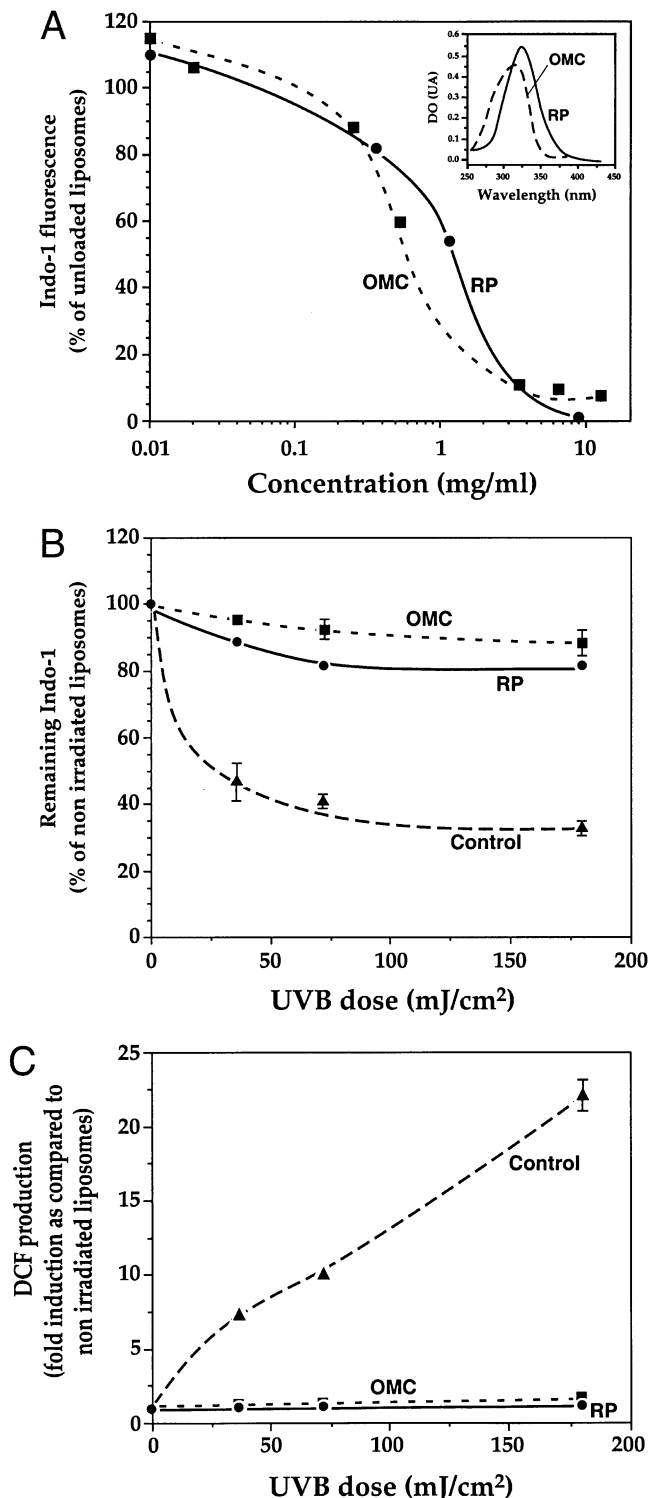 A
Indo-1 fluorescence
(% of unloaded liposomes)
120
100
80
60
40
20
0
0.01
0.1
1
10
Concentration (mg/ml)
OMC
RP
DO (UA)
0.6
0.5
0.4
0.3
0.2
0.1
0.0
250
300
350
400
450
Wavelength (nm)
OMC
RP
B
Remaining Indo-1
(% of non irradiated liposomes)
120
100
80
60
40
20
0
0
50
100
150
200
UVB dose (mJ/cm²)
OMC
RP
Control
C
DCF production
(fold induction as compared to
non irradiated liposomes)
25
20
15
10
5
0
0
50
100
150
200
UVB dose (mJ/cm²)
Control
OMC
RP